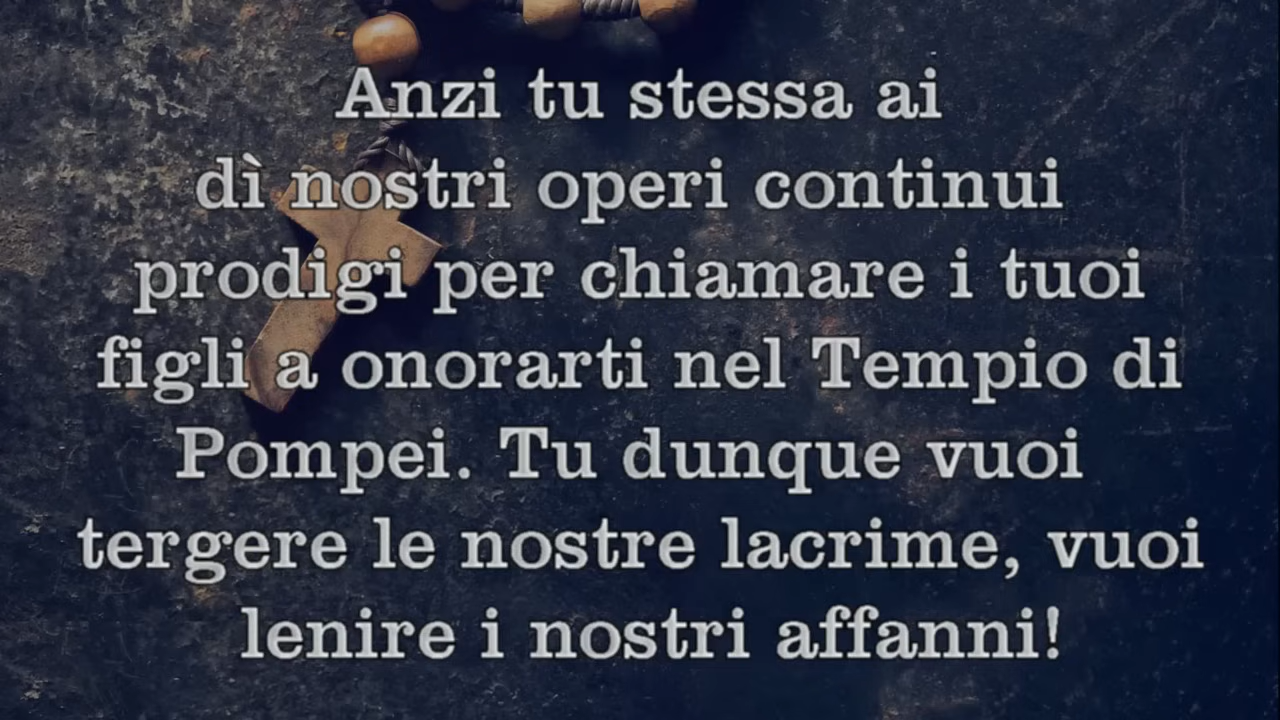 Anzi tu stessa ai
dì nostri operi continui
prodigi per chiamare i tuoi
figli a onorarti nel Tempio di
Pompei. Tu dunque vuoi
tergere le nostre lacrime, vuoi
lenire i nostri affanni!